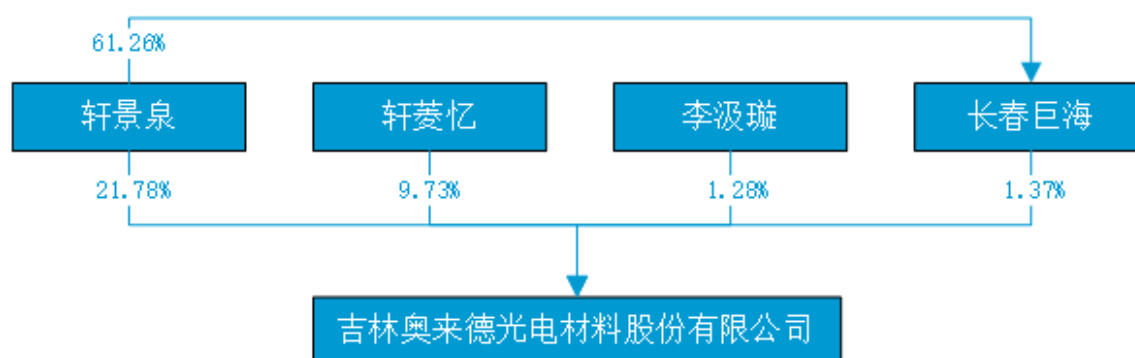 61.26%
轩景泉
轩菱忆
李汲璇
长春巨海
21.78%
9.73%
1.28%
1.37%
吉林奥来德光电材料股份有限公司